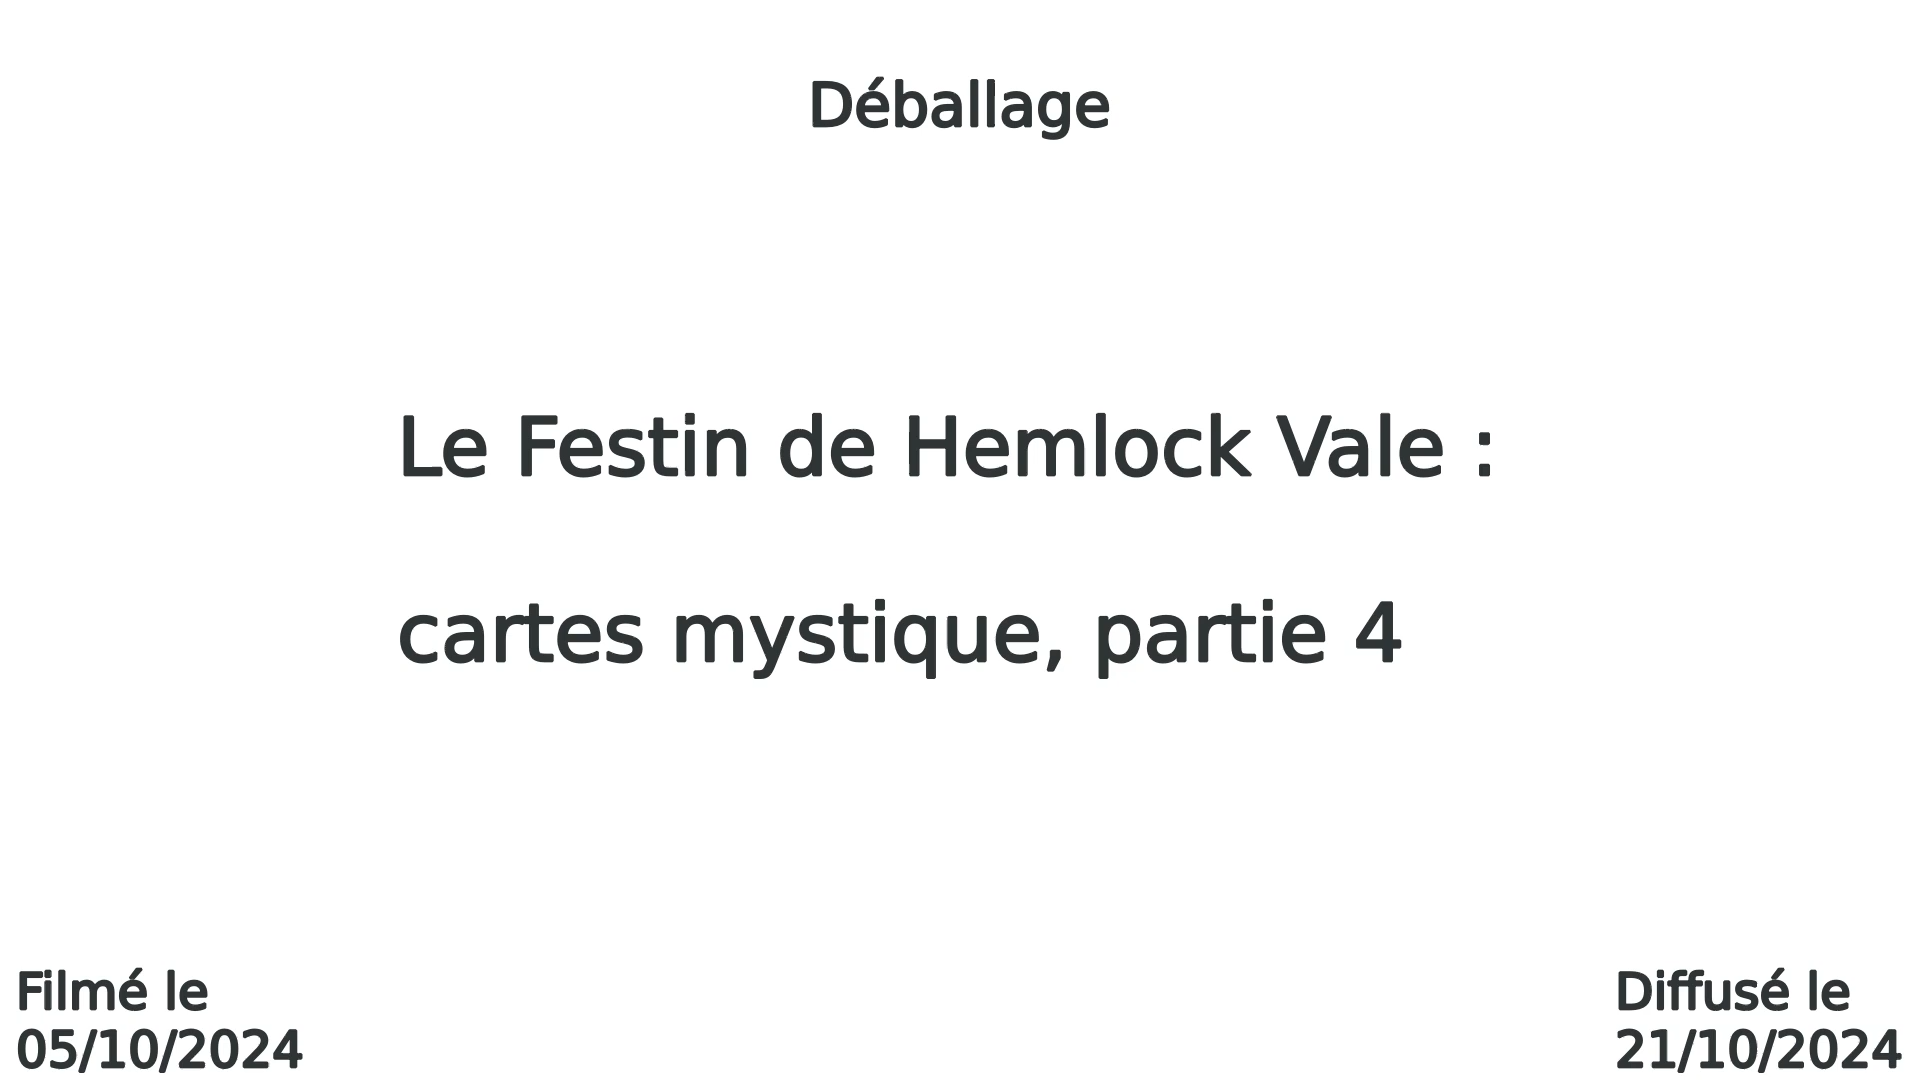 Déballage
Le Festin de Hemlock Vale :
cartes mystique, partie 4
Filmé le
05/10/2024
Diffusé le
21/10/2024